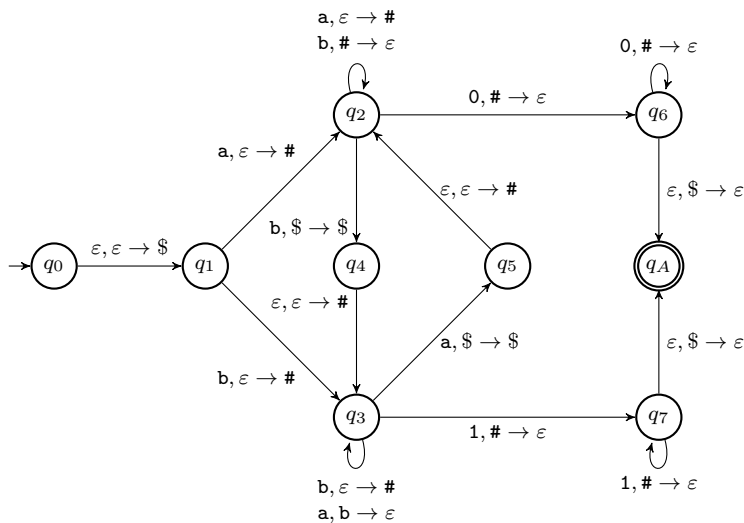 a, ε → #
b, # → ε
0, # → ε
q2
0, # → ε
q6
a, ε → #
ε, ε → #
ε, $ → ε
b, $ → $
q0
ε, ε → $
q1
q4
q5
qA
ε, ε → #
a, $ → $
ε, $ → ε
b, ε → #
q3
1, # → ε
q7
b, ε → #
a, b → ε
1, # → ε